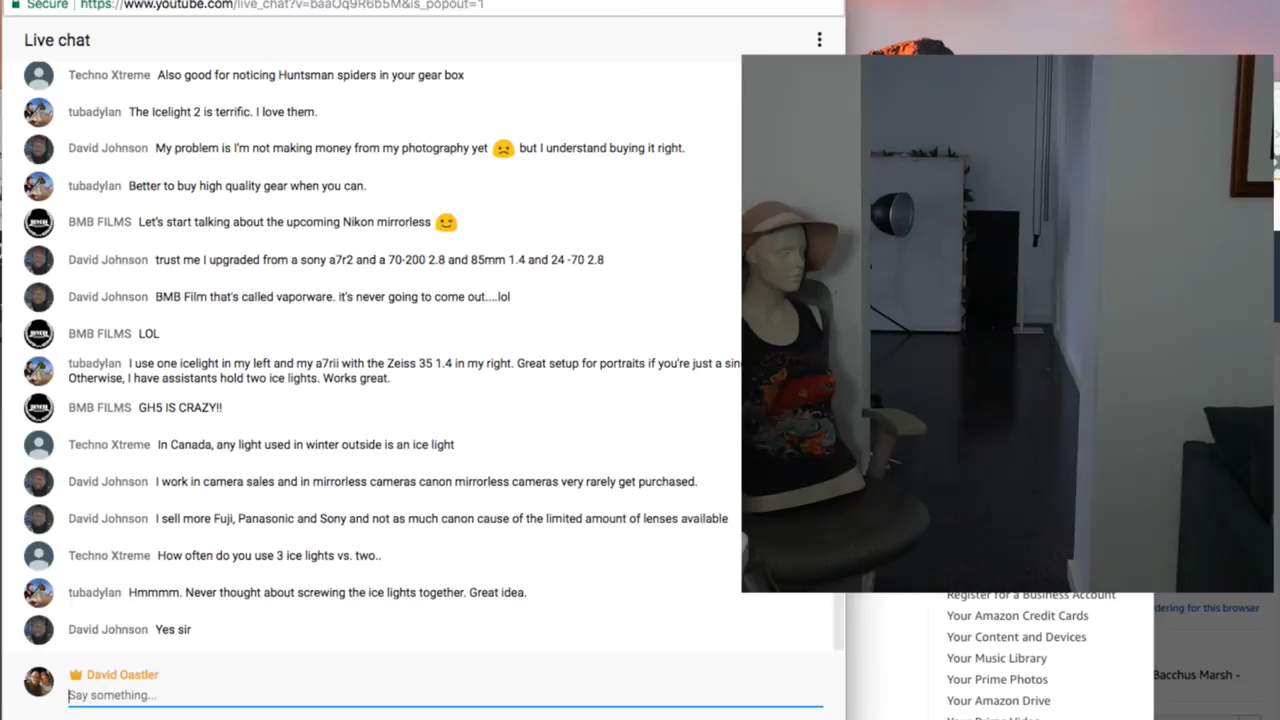 Secure https://www.youtube.com/live_chat?v=baaOq9R6b5M&is_popout=1
Live chat
Techno Xtreme Also good for noticing Huntsman spiders in your gear box
tubadylan The Icelight 2 is terrific. I love them.
David Johnson My problem is I'm not making money from my photography yet ☹️ but I understand buying it right.
tubadylan Better to buy high quality gear when you can.
BMB FILMS Let's start talking about the upcoming Nikon mirrorless 😉
David Johnson trust me I upgraded from a sony a7r2 and a 70-200 2.8 and 85mm 1.4 and 24 -70 2.8
David Johnson BMB Film that's called vaporware. it's never going to come out....lol
BMB FILMS LOL
tubadylan I use one icelight in my left and my a7rii with the Zeiss 35 1.4 in my right. Great setup for portraits if you're just a sin
Otherwise, I have assistants hold two ice lights. Works great.
BMB FILMS GH5 IS CRAZY!!
Techno Xtreme In Canada, any light used in winter outside is an ice light
David Johnson I work in camera sales and in mirrorless cameras canon mirrorless cameras very rarely get purchased.
David Johnson I sell more Fuji, Panasonic and Sony and not as much canon cause of the limited amount of lenses available
Techno Xtreme How often do you use 3 ice lights vs. two..
tubadylan Hmmmm. Never thought about screwing the ice lights together. Great idea.
David Johnson Yes sir
David Oastler
Say something...
Register for a Business Account
Your Amazon Credit Cards
Your Content and Devices
Your Music Library
Your Prime Photos
Your Amazon Drive
dering for this browser
Bacchus Marsh -